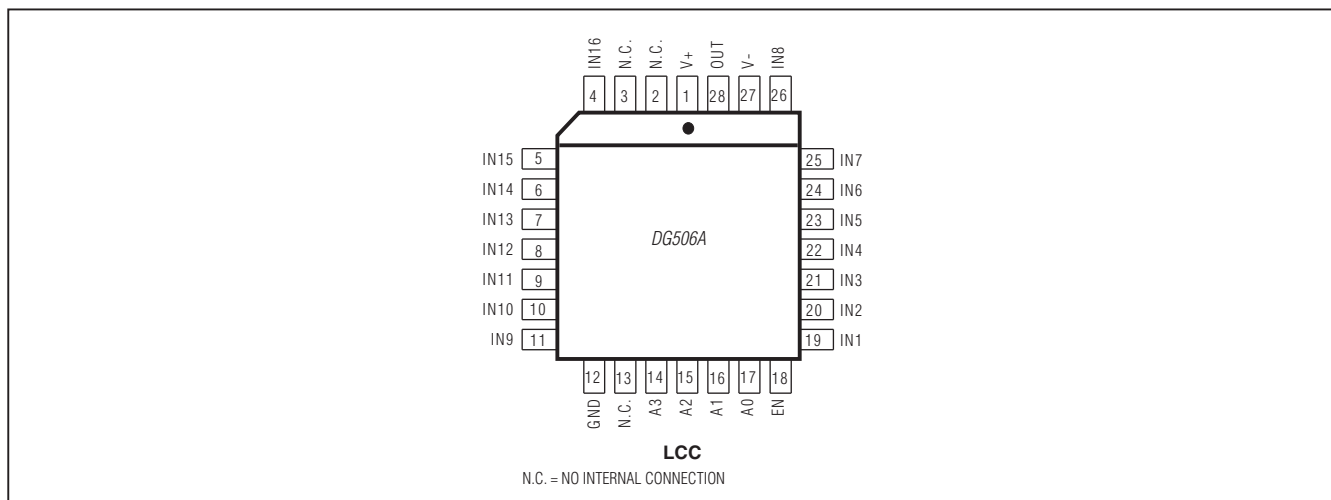 IN16 N.C. N.C. V+ OUT V- IN8
4 3 2 1 28 27 26
IN15 5 25 IN7
IN14 6 24 IN6
IN13 7 23 IN5
DG506A
IN12 8 22 IN4
IN11 9 21 IN3
IN10 10 20 IN2
IN9 11 19 IN1
12 13 14 15 16 17 18
GND N.C. A3 A2 A1 A0 EN
LCC
N.C. = NO INTERNAL CONNECTION